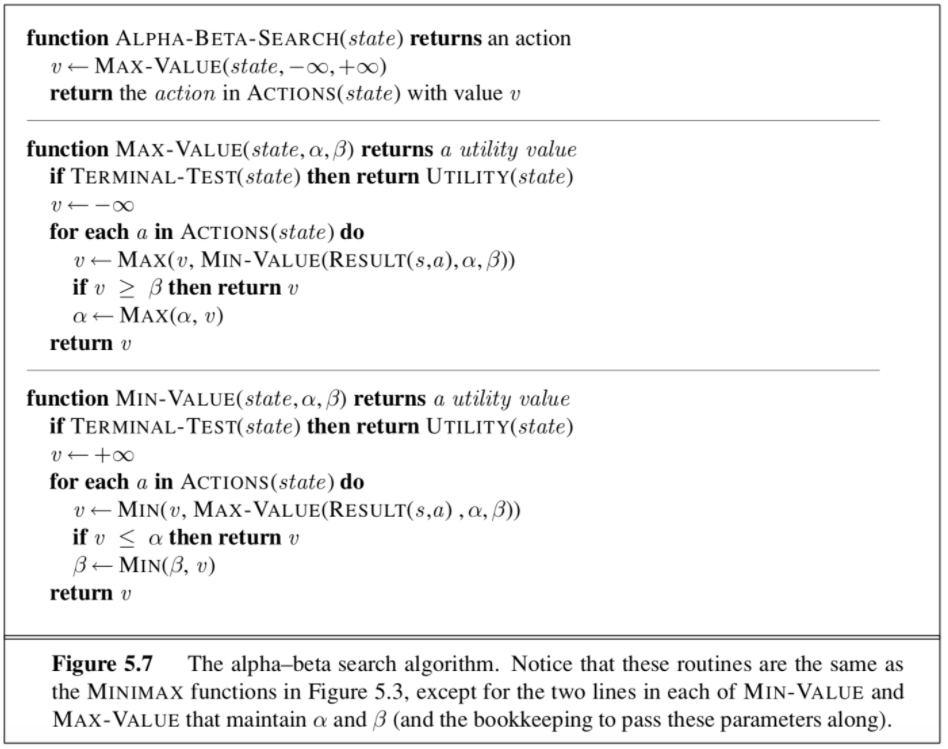 function ALPHA-BETA-SEARCH(state) returns an action
v ← MAX-VALUE(state, −∞, +∞)
return the action in ACTIONS(state) with value v
function MAX-VALUE(state, α, β) returns a utility value
if TERMINAL-TEST(state) then return UTILITY(state)
v ← −∞
for each a in ACTIONS(state) do
v ← MAX(v, MIN-VALUE(RESULT(s,a), α, β))
if v ≥ β then return v
α ← MAX(α, v)
return v
function MIN-VALUE(state, α, β) returns a utility value
if TERMINAL-TEST(state) then return UTILITY(state)
v ← +∞
for each a in ACTIONS(state) do
v ← MIN(v, MAX-VALUE(RESULT(s,a) , α, β))
if v ≤ α then return v
β ← MIN(β, v)
return v
Figure 5.7 The alpha–beta search algorithm. Notice that these routines are the same as
the MINIMAX functions in Figure 5.3, except for the two lines in each of MIN-VALUE and
MAX-VALUE that maintain α and β (and the bookkeeping to pass these parameters along).